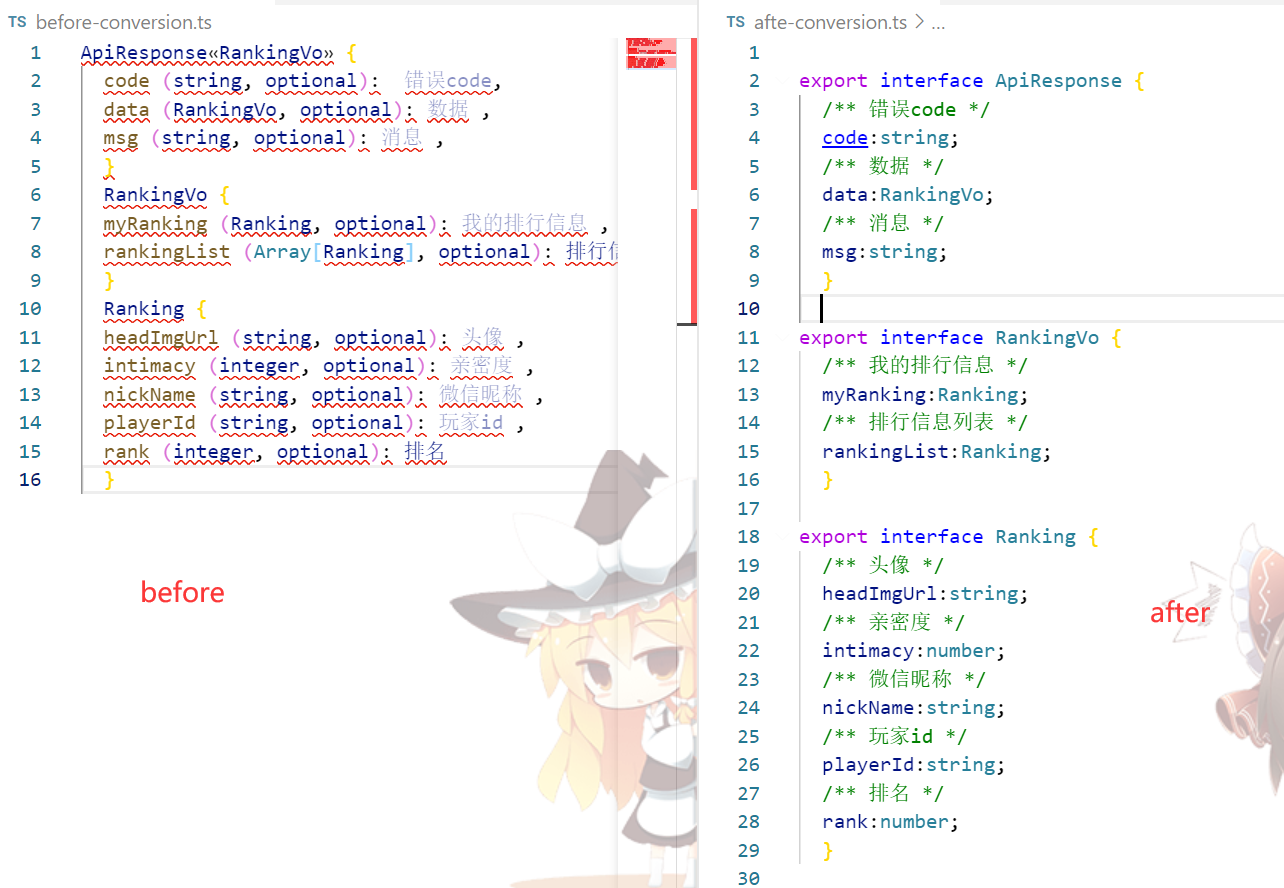 TS before-conversion.ts
1 ApiResponse«RankingVo» {
2 code (string, optional): 错误code,
3 data (RankingVo, optional): 数据 ,
4 msg (string, optional): 消息 ,
5 }
6 RankingVo {
7 myRanking (Ranking, optional): 我的排行信息 ,
8 rankingList (Array[Ranking], optional): 排行信
9 }
10 Ranking {
11 headImgUrl (string, optional): 头像 ,
12 intimacy (integer, optional): 亲密度 ,
13 nickName (string, optional): 微信昵称 ,
14 playerId (string, optional): 玩家id ,
15 rank (integer, optional): 排名
16 }
before
TS afte-conversion.ts > ...
1
2 export interface ApiResponse {
3 /** 错误code */
4 code:string;
5 /** 数据 */
6 data:RankingVo;
7 /** 消息 */
8 msg:string;
9 }
10
11 export interface RankingVo {
12 /** 我的排行信息 */
13 myRanking:Ranking;
14 /** 排行信息列表 */
15 rankingList:Ranking;
16 }
17
18 export interface Ranking {
19 /** 头像 */
20 headImgUrl:string;
21 /** 亲密度 */
22 intimacy:number;
23 /** 微信昵称 */
24 nickName:string;
25 /** 玩家id */
26 playerId:string;
27 /** 排名 */
28 rank:number;
29 }
30
after